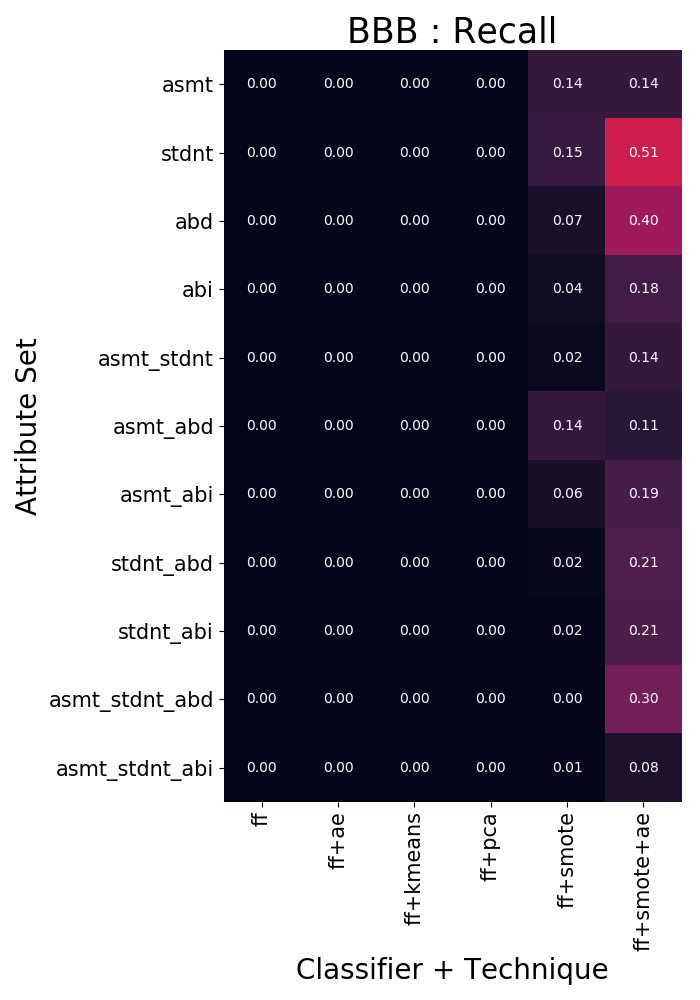 BBB : Recall
asmt 0.00 0.00 0.00 0.00 0.14 0.14
stdnt 0.00 0.00 0.00 0.00 0.15 0.51
abd 0.00 0.00 0.00 0.00 0.07 0.40
abi 0.00 0.00 0.00 0.00 0.04 0.18
asmt_stdnt 0.00 0.00 0.00 0.00 0.02 0.14
asmt_abd 0.00 0.00 0.00 0.00 0.14 0.11
asmt_abi 0.00 0.00 0.00 0.00 0.06 0.19
stdnt_abd 0.00 0.00 0.00 0.00 0.02 0.21
stdnt_abi 0.00 0.00 0.00 0.00 0.02 0.21
asmt_stdnt_abd 0.00 0.00 0.00 0.00 0.00 0.30
asmt_stdnt_abi 0.00 0.00 0.00 0.00 0.01 0.08
Attribute Set
ff
ff+ae
ff+kmeans
ff+pca
ff+smote
ff+smote+ae
Classifier + Technique